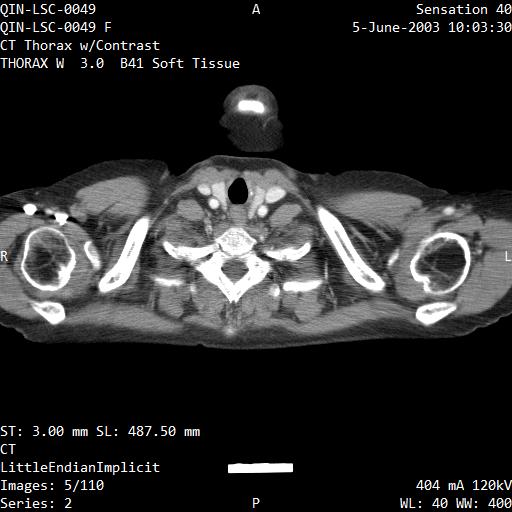 QIN-LSC-0049 A Sensation 40
QIN-LSC-0049 F 5-June-2003 10:03:30
CT Thorax w/Contrast
THORAX W 3.0 B41 Soft Tissue
R L
ST: 3.00 mm SL: 487.50 mm
CT
LittleEndianImplicit
Images: 5/110 404 mA 120kV
Series: 2 P WL: 40 WW: 400